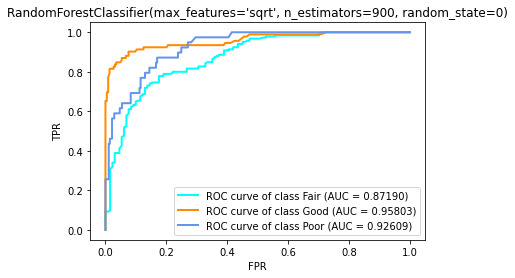 RandomForestClassifier(max_features='sqrt', n_estimators=900, random_state=0)
1.0
0.8
0.6
0.4
0.2
0.0
TPR
ROC curve of class Fair (AUC = 0.87190)
ROC curve of class Good (AUC = 0.95803)
ROC curve of class Poor (AUC = 0.92609)
0.0 0.2 0.4 0.6 0.8 1.0
FPR